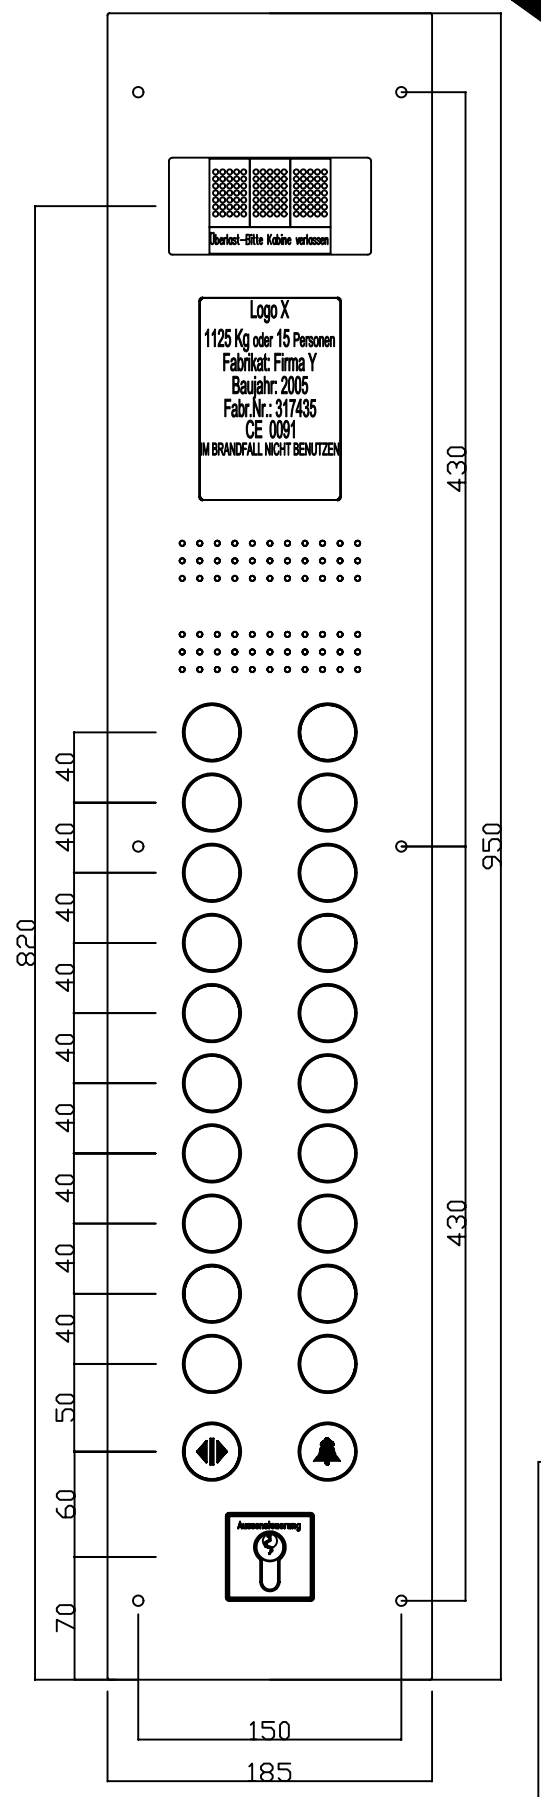 Überlast-Bitte Kabine verlassen
Logo X
1125 Kg oder 15 Personen
Fabrikat: Firma Y
Baujahr: 2005
Fabr.Nr.: 317435
CE 0091
IM BRANDFALL NICHT BENUTZEN
430
40
40
950
40
820
40
40
40
40
430
40
40
50
60
Aussensteuerung
70
150
185